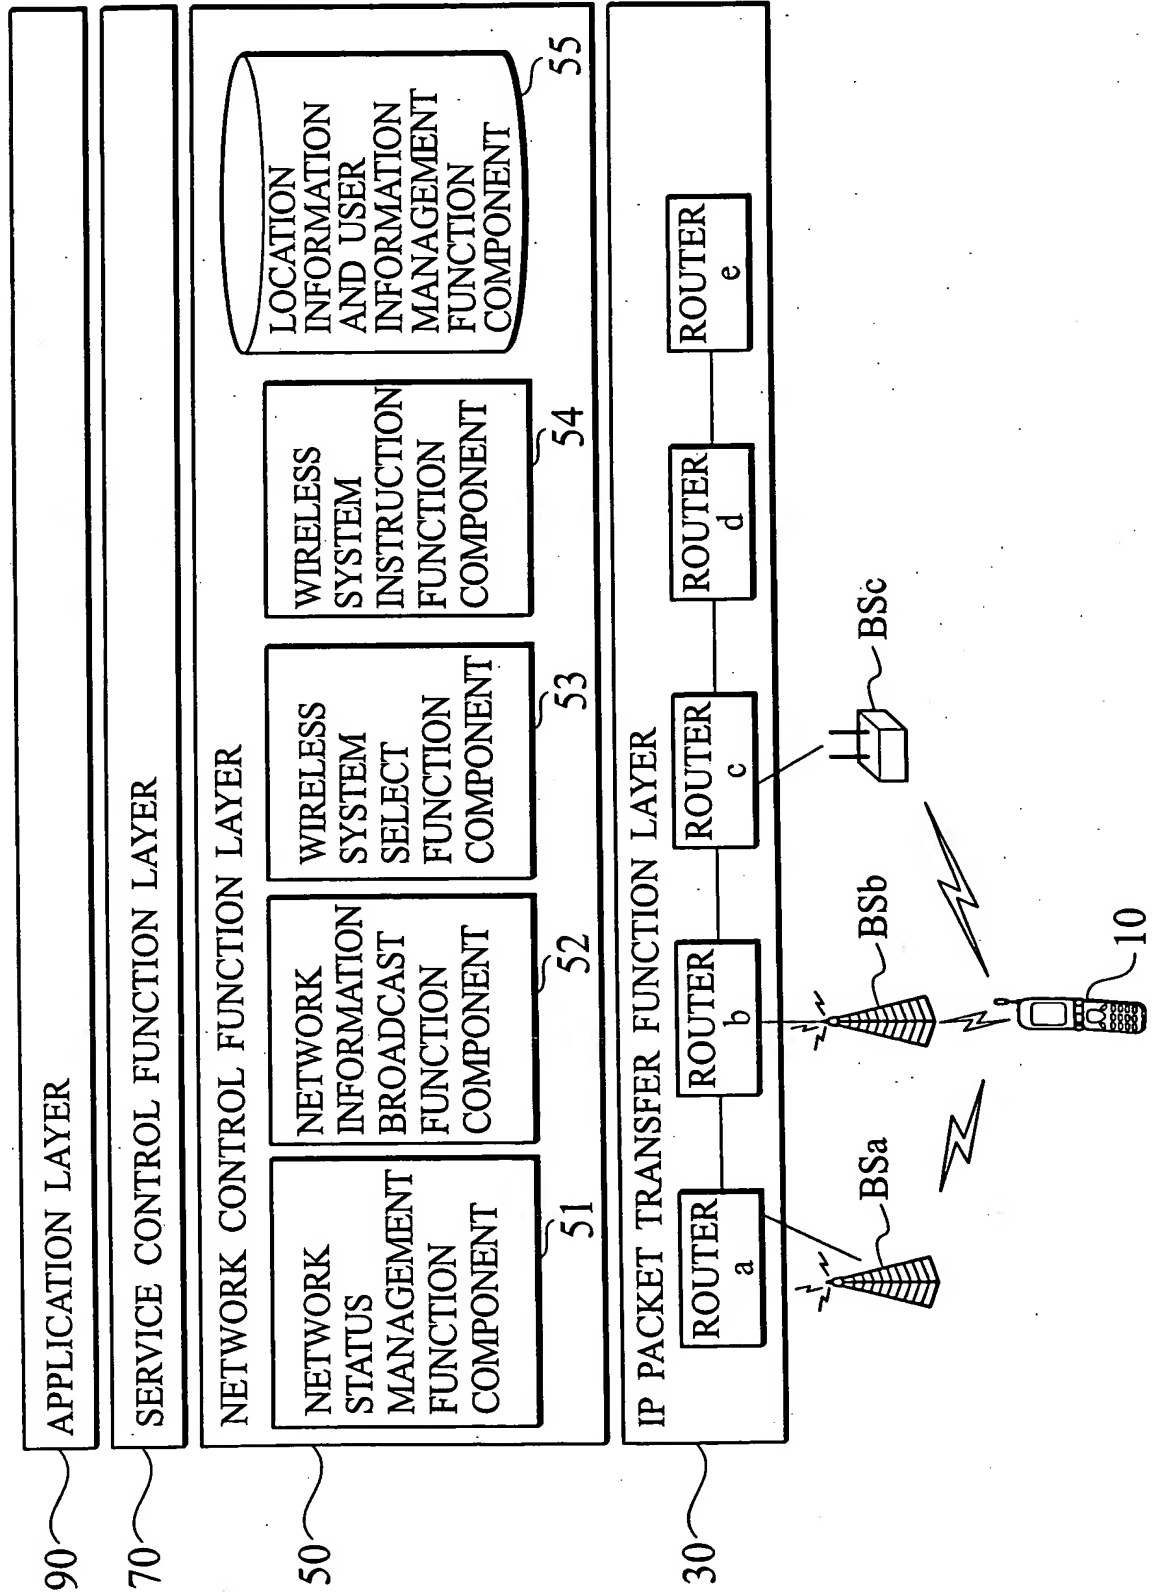 90
APPLICATION LAYER
70
SERVICE CONTROL FUNCTION LAYER
50
NETWORK CONTROL FUNCTION LAYER
NETWORK
STATUS
MANAGEMENT
FUNCTION
COMPONENT
51
NETWORK
INFORMATION
BROADCAST
FUNCTION
COMPONENT
52
WIRELESS
SYSTEM
SELECT
FUNCTION
COMPONENT
53
WIRELESS
SYSTEM
INSTRUCTION
FUNCTION
COMPONENT
54
LOCATION
INFORMATION
AND USER
INFORMATION
MANAGEMENT
FUNCTION
COMPONENT
55
30
IP PACKET TRANSFER FUNCTION LAYER
ROUTER
a
ROUTER
b
ROUTER
c
ROUTER
d
ROUTER
e
BSa
BSb
BSc
10